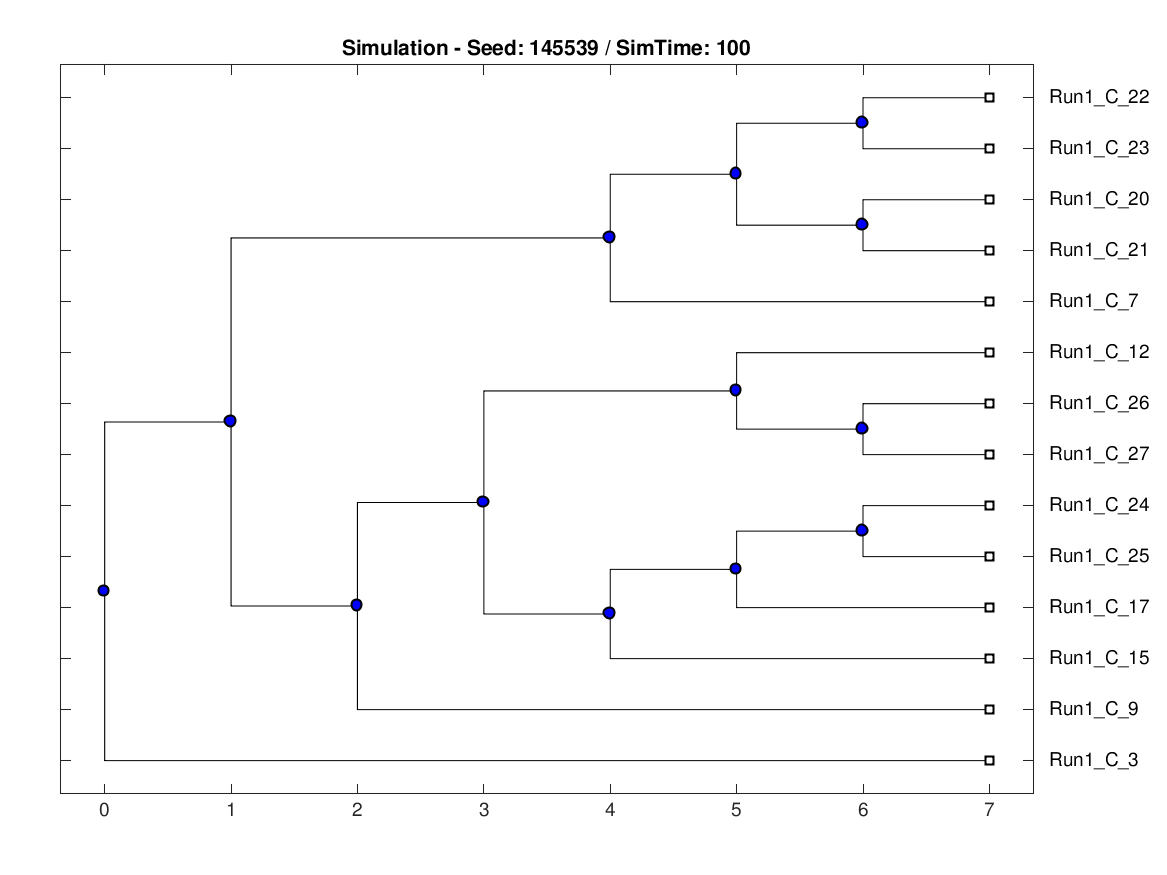 Simulation - Seed: 145539 / SimTime: 100
Run1_C_22
Run1_C_23
Run1_C_20
Run1_C_21
Run1_C_7
Run1_C_12
Run1_C_26
Run1_C_27
Run1_C_24
Run1_C_25
Run1_C_17
Run1_C_15
Run1_C_9
Run1_C_3
0 1 2 3 4 5 6 7